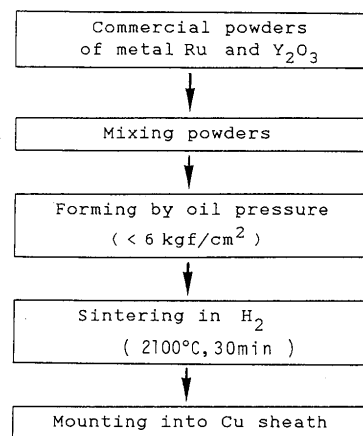 Commercial powders
of metal Ru and Y₂O₃
Mixing powders
Forming by oil pressure
( < 6 kgf/cm² )
Sintering in H₂
( 2100°C, 30min )
Mounting into Cu sheath